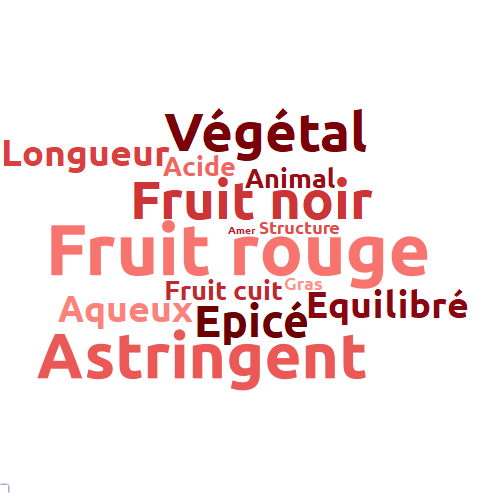 Végétal
Longueur
Acide
Animal
Fruit noir
Amer
Structure
Fruit rouge
Fruit cuit
Gras
Aqueux
Epicé
Equilibré
Astringent